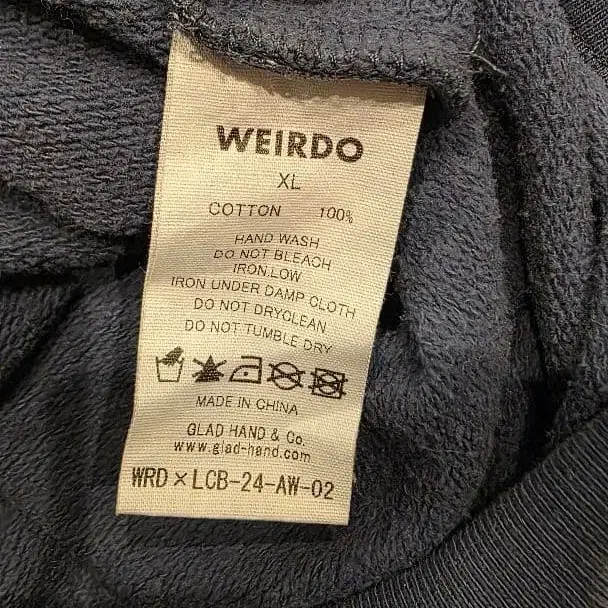 WEIRDO
XL
COTTON 100%
HAND WASH
DO NOT BLEACH
IRON.LOW
IRON UNDER DAMP CLOTH
DO NOT DRYCLEAN
DO NOT TUMBLE DRY
MADE IN CHINA
GLAD HAND & Co.
www.glad-hand.com
WRD×LCB-24-AW-02